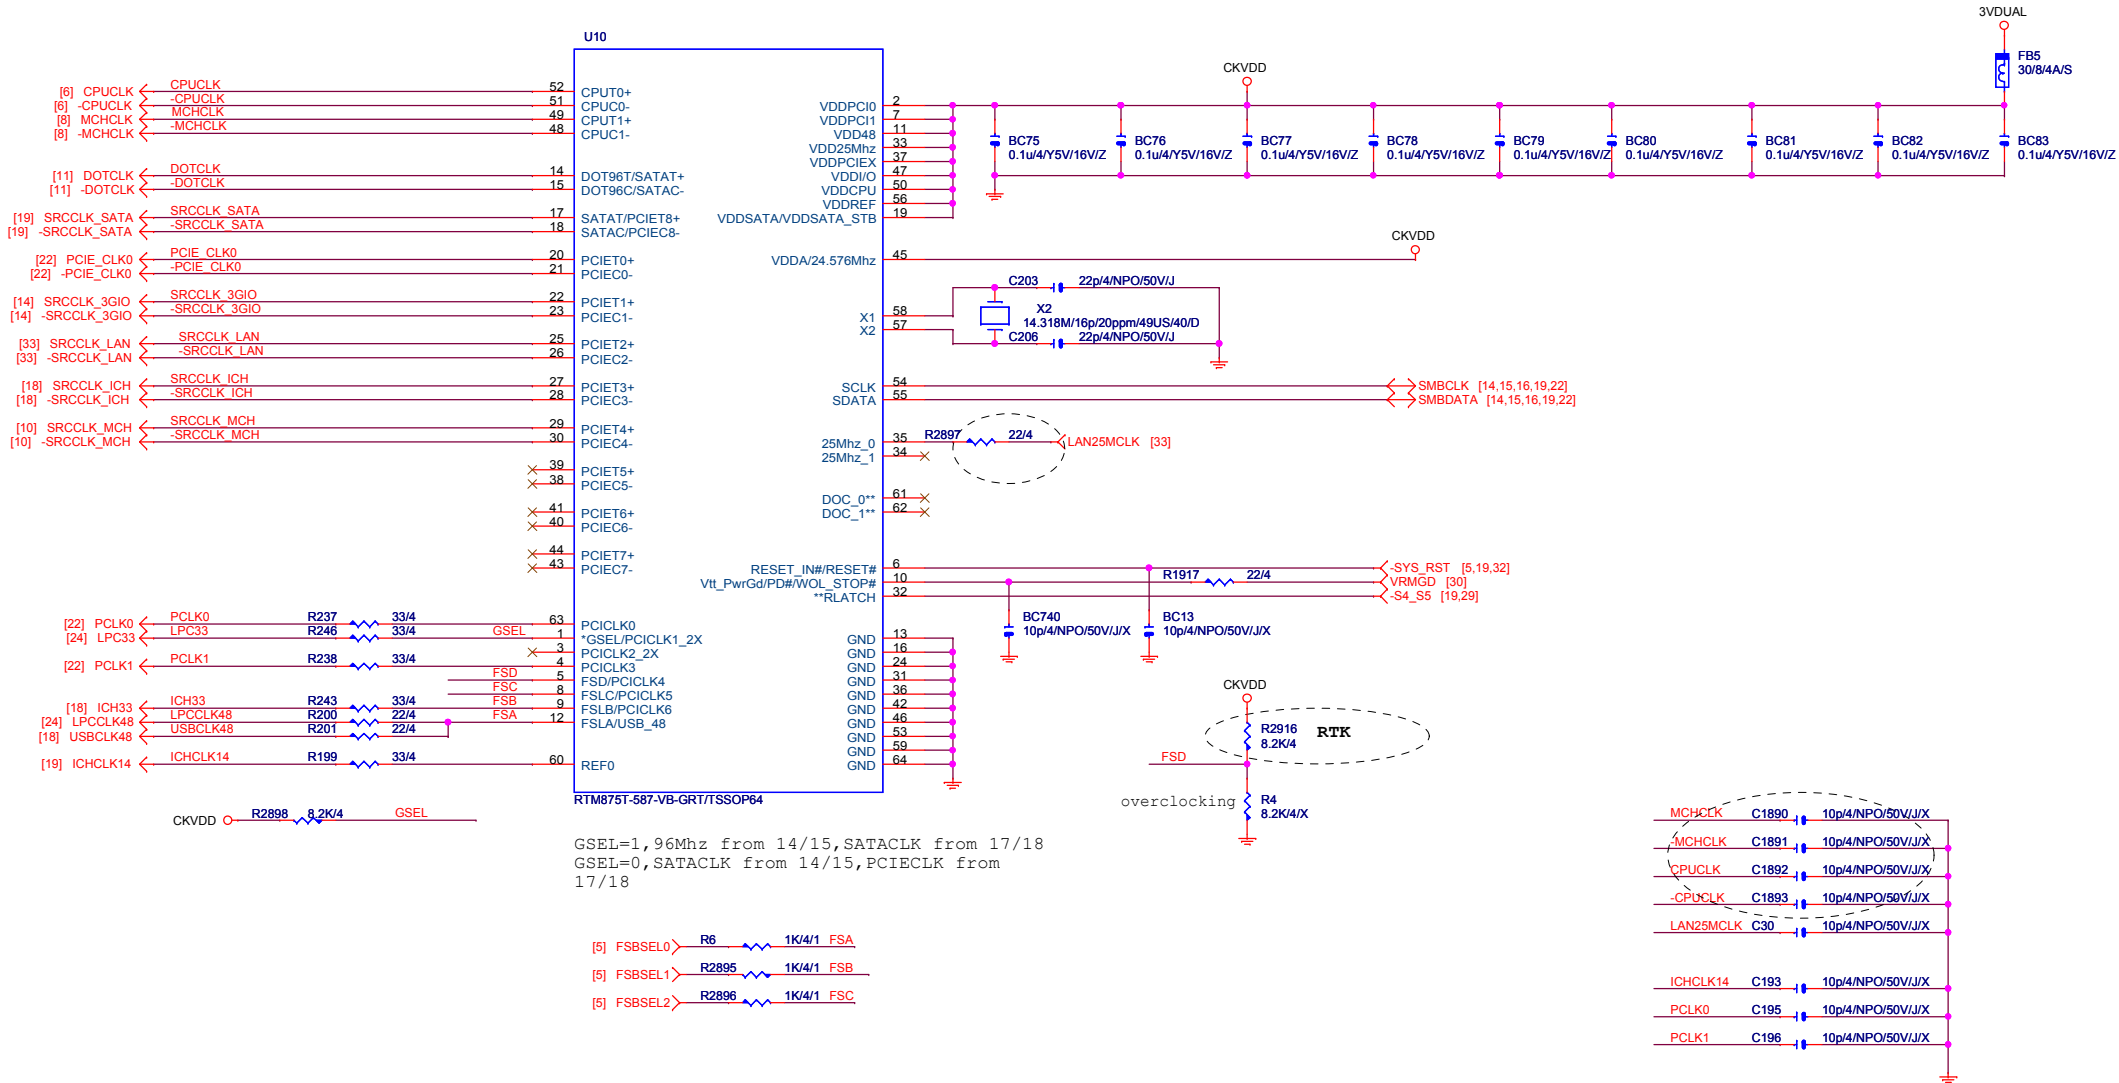 3VDUAL
U10
FB5
30/8/4A/S
CKVDD
[6] CPUCLK CPUCLK 52 CPUT0+
[6] -CPUCLK -CPUCLK 51 CPUC0-
[8] MCHCLK MCHCLK 49 CPUT1+
[8] -MCHCLK -MCHCLK 48 CPUC1-
[11] DOTCLK DOTCLK 14 DOT96T/SATAT+
[11] -DOTCLK -DOTCLK 15 DOT96C/SATAC-
[19] SRCCLK_SATA SRCCLK_SATA 17 SATAT/PCIET8+
[19] -SRCCLK_SATA -SRCCLK_SATA 18 SATAC/PCIEC8-
[22] PCIE_CLK0 PCIE_CLK0 20 PCIET0+
[22] -PCIE_CLK0 -PCIE_CLK0 21 PCIEC0-
[14] SRCCLK_3GIO SRCCLK_3GIO 22 PCIET1+
[14] -SRCCLK_3GIO -SRCCLK_3GIO 23 PCIEC1-
[33] SRCCLK_LAN SRCCLK_LAN 25 PCIET2+
[33] -SRCCLK_LAN -SRCCLK_LAN 26 PCIEC2-
[18] SRCCLK_ICH SRCCLK_ICH 27 PCIET3+
[18] -SRCCLK_ICH -SRCCLK_ICH 28 PCIEC3-
[10] SRCCLK_MCH SRCCLK_MCH 29 PCIET4+
[10] -SRCCLK_MCH -SRCCLK_MCH 30 PCIEC4-
39 PCIET5+
38 PCIEC5-
41 PCIET6+
40 PCIEC6-
44 PCIET7+
43 PCIEC7-
[22] PCLK0 PCLK0 R237 33/4 63 PCICLK0
[24] LPC33 LPC33 R246 33/4 GSEL 1 *GSEL/PCICLK1_2X
3 PCICLK2_2X
[22] PCLK1 PCLK1 R238 33/4 4 PCICLK3
FSD 5 FSD/PCICLK4
FSC 8 FSLC/PCICLK5
[18] ICH33 ICH33 R243 33/4 FSB 9 FSLB/PCICLK6
[24] LPCCLK48 LPCCLK48 R200 22/4 FSA 12 FSLA/USB_48
[18] USBCLK48 USBCLK48 R201 22/4
[19] ICHCLK14 ICHCLK14 R199 33/4 60 REF0
VDDPCI0 2
VDDPCI1 7
VDD48 11
VDD25Mhz 33
VDDPCIEX 37
VDDI/O 47
VDDCPU 50
VDDREF 56
VDDSATA/VDDSATA_STB 19
BC75 BC76 BC77 BC78 BC79 BC80 BC81 BC82 BC83
0.1u/4/Y5V/16V/Z 0.1u/4/Y5V/16V/Z 0.1u/4/Y5V/16V/Z 0.1u/4/Y5V/16V/Z 0.1u/4/Y5V/16V/Z 0.1u/4/Y5V/16V/Z 0.1u/4/Y5V/16V/Z 0.1u/4/Y5V/16V/Z 0.1u/4/Y5V/16V/Z
CKVDD
VDDA/24.576Mhz 45
C203 22p/4/NPO/50V/J
X1 58
X2 57
X2
14.318M/16p/20ppm/49US/40/D
C206 22p/4/NPO/50V/J
SCLK 54 SMBCLK [14,15,16,19,22]
SDATA 55 SMBDATA [14,15,16,19,22]
25Mhz_0 35 R2897 22/4 LAN25MCLK [33]
25Mhz_1 34
DOC_0** 61
DOC_1** 62
RESET_IN#/RESET# 6 -SYS_RST [5,19,32]
Vtt_PwrGd/PD#/WOL_STOP# 10 R1917 22/4 VRMGD [30]
**RLATCH 32 -S4_S5 [19,29]
BC740 BC13
10p/4/NPO/50V/J/X 10p/4/NPO/50V/J/X
GND 13
GND 16
GND 24
GND 31
GND 36
GND 42
GND 46
GND 53
GND 59
GND 64
RTM875T-587-VB-GRT/TSSOP64
CKVDD R2898 8.2K/4 GSEL
CKVDD
R2916
8.2K/4
RTK
FSD
overclocking
R4
8.2K/4/X
GSEL=1,96Mhz from 14/15,SATACLK from 17/18
GSEL=0,SATACLK from 14/15,PCIECLK from
17/18
[5] FSBSEL0 R6 1K/4/1 FSA
[5] FSBSEL1 R2895 1K/4/1 FSB
[5] FSBSEL2 R2896 1K/4/1 FSC
MCHCLK C1890 10p/4/NPO/50V/J/X
-MCHCLK C1891 10p/4/NPO/50V/J/X
CPUCLK C1892 10p/4/NPO/50V/J/X
-CPUCLK C1893 10p/4/NPO/50V/J/X
LAN25MCLK C30 10p/4/NPO/50V/J/X
ICHCLK14 C193 10p/4/NPO/50V/J/X
PCLK0 C195 10p/4/NPO/50V/J/X
PCLK1 C196 10p/4/NPO/50V/J/X